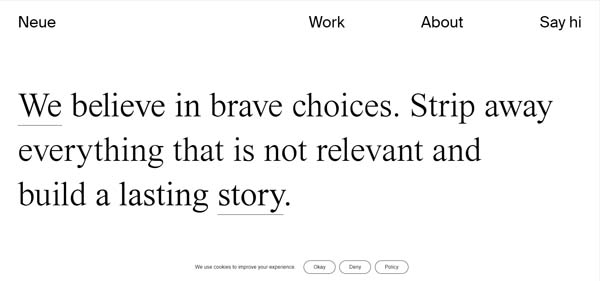 Neue Work About Say hi
We believe in brave choices. Strip away
everything that is not relevant and
build a lasting story.
We use cookies to improve your experience. Okay Deny Policy